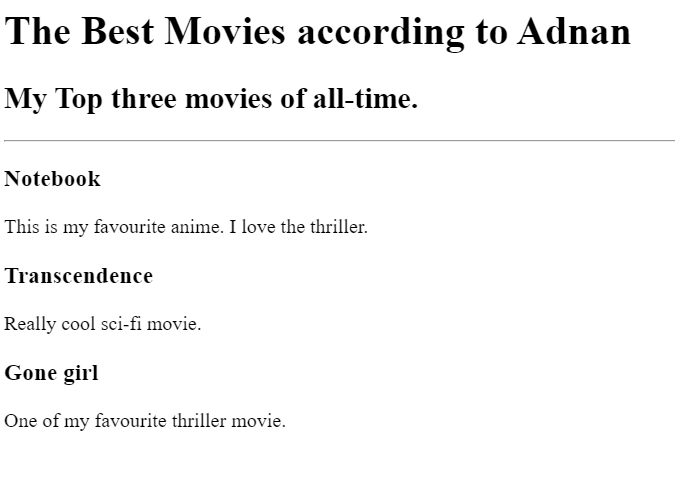 The Best Movies according to Adnan
My Top three movies of all-time.
Notebook
This is my favourite anime. I love the thriller.
Transcendence
Really cool sci-fi movie.
Gone girl
One of my favourite thriller movie.